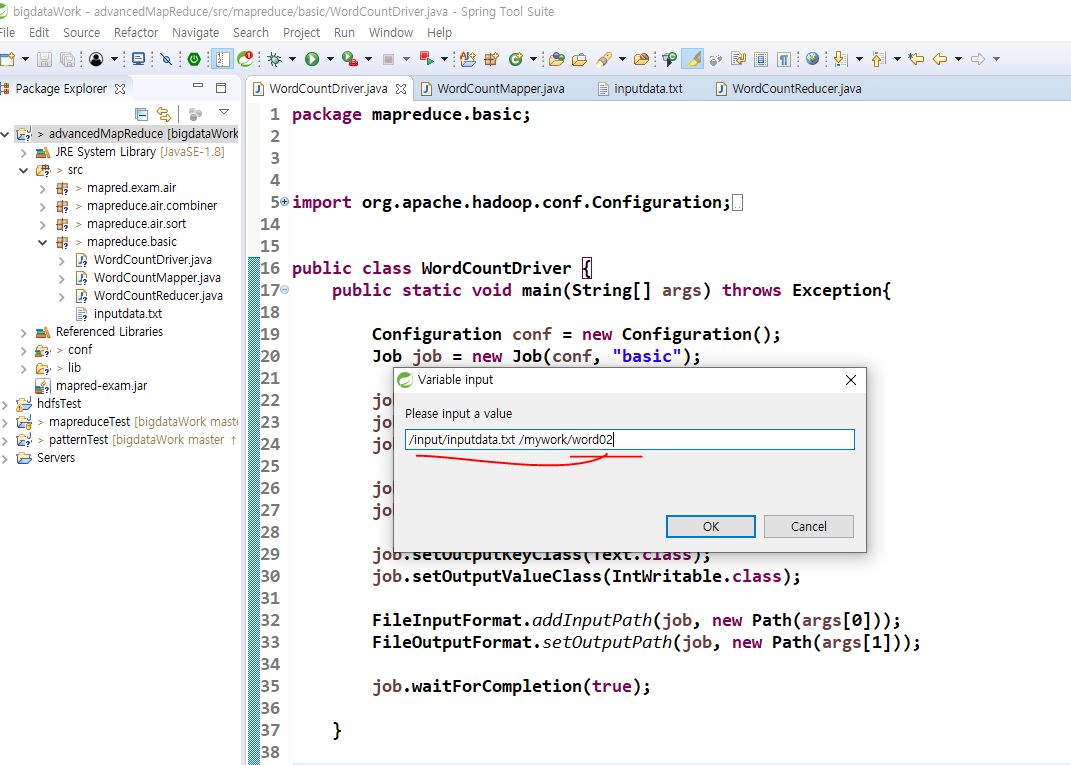 bigdataWork - advancedMapReduce/src/mapreduce/basic/WordCountDriver.java - Spring Tool Suite
File Edit Source Refactor Navigate Search Project Run Window Help
Package Explorer
WordCountDriver.java WordCountMapper.java inputdata.txt WordCountReducer.java
> advancedMapReduce [bigdataWork
JRE System Library [JavaSE-1.8]
> src
> mapred.exam.air
> mapreduce.air.combiner
> mapreduce.air.sort
> mapreduce.basic
WordCountDriver.java
WordCountMapper.java
WordCountReducer.java
inputdata.txt
Referenced Libraries
> conf
> lib
mapred-exam.jar
hdfsTest
> mapreduceTest [bigdataWork maste
> patternTest [bigdataWork master ↑
Servers
1 package mapreduce.basic;
2
3
4
5 import org.apache.hadoop.conf.Configuration;
14
15
16 public class WordCountDriver {
17 public static void main(String[] args) throws Exception{
18
19 Configuration conf = new Configuration();
20 Job job = new Job(conf, "basic");
21
22 jo
23 jo
24 jo
25
26 jo
27 jo
28
29 job.setOutputKeyClass(Text.class);
30 job.setOutputValueClass(IntWritable.class);
31
32 FileInputFormat.addInputPath(job, new Path(args[0]));
33 FileOutputFormat.setOutputPath(job, new Path(args[1]));
34
35 job.waitForCompletion(true);
36
37 }
38
Variable input
Please input a value
/input/inputdata.txt /mywork/word02
OK Cancel